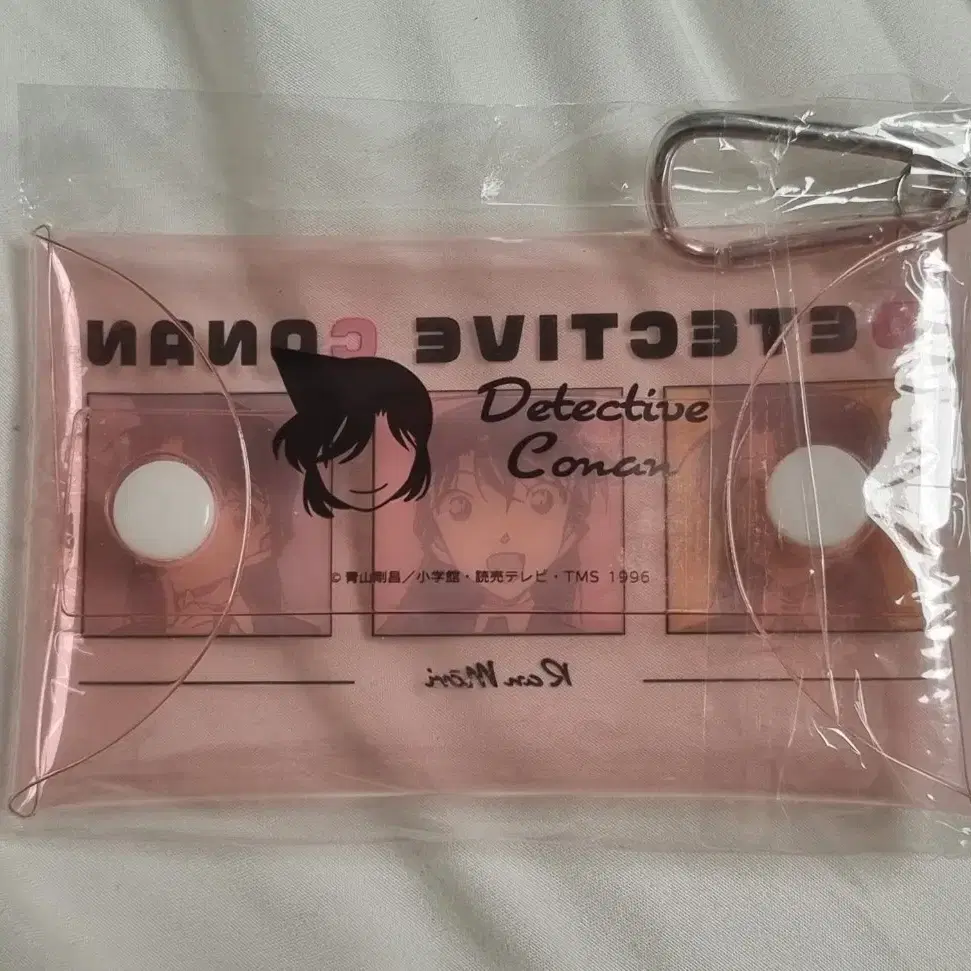 DETECTIVE CONAN
Detective
Conan
©青山剛昌／小学館・読売テレビ・TMS 1996
Ran Mōri